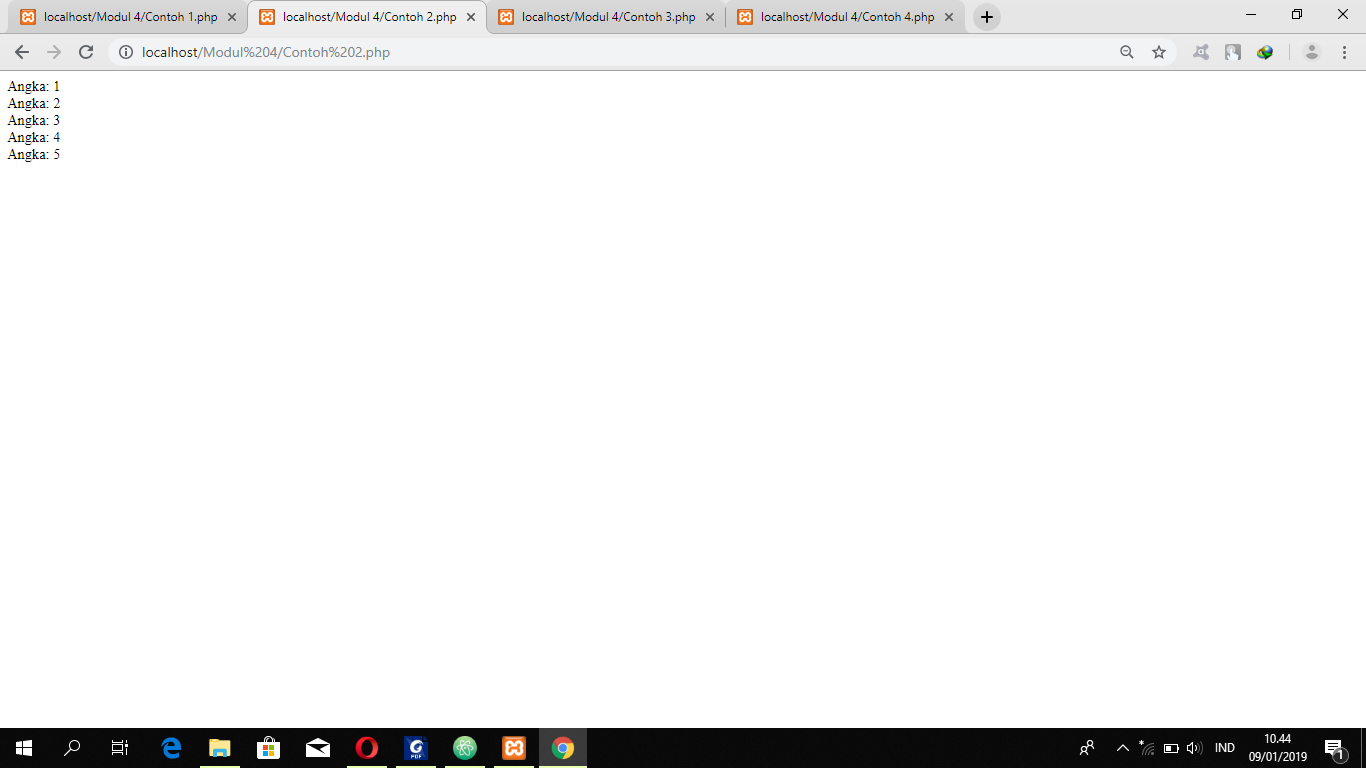 localhost/Modul 4/Contoh 1.php localhost/Modul 4/Contoh 2.php localhost/Modul 4/Contoh 3.php localhost/Modul 4/Contoh 4.php
localhost/Modul%204/Contoh%202.php
Angka: 1
Angka: 2
Angka: 3
Angka: 4
Angka: 5
PDF
IND
10.44
09/01/2019
1